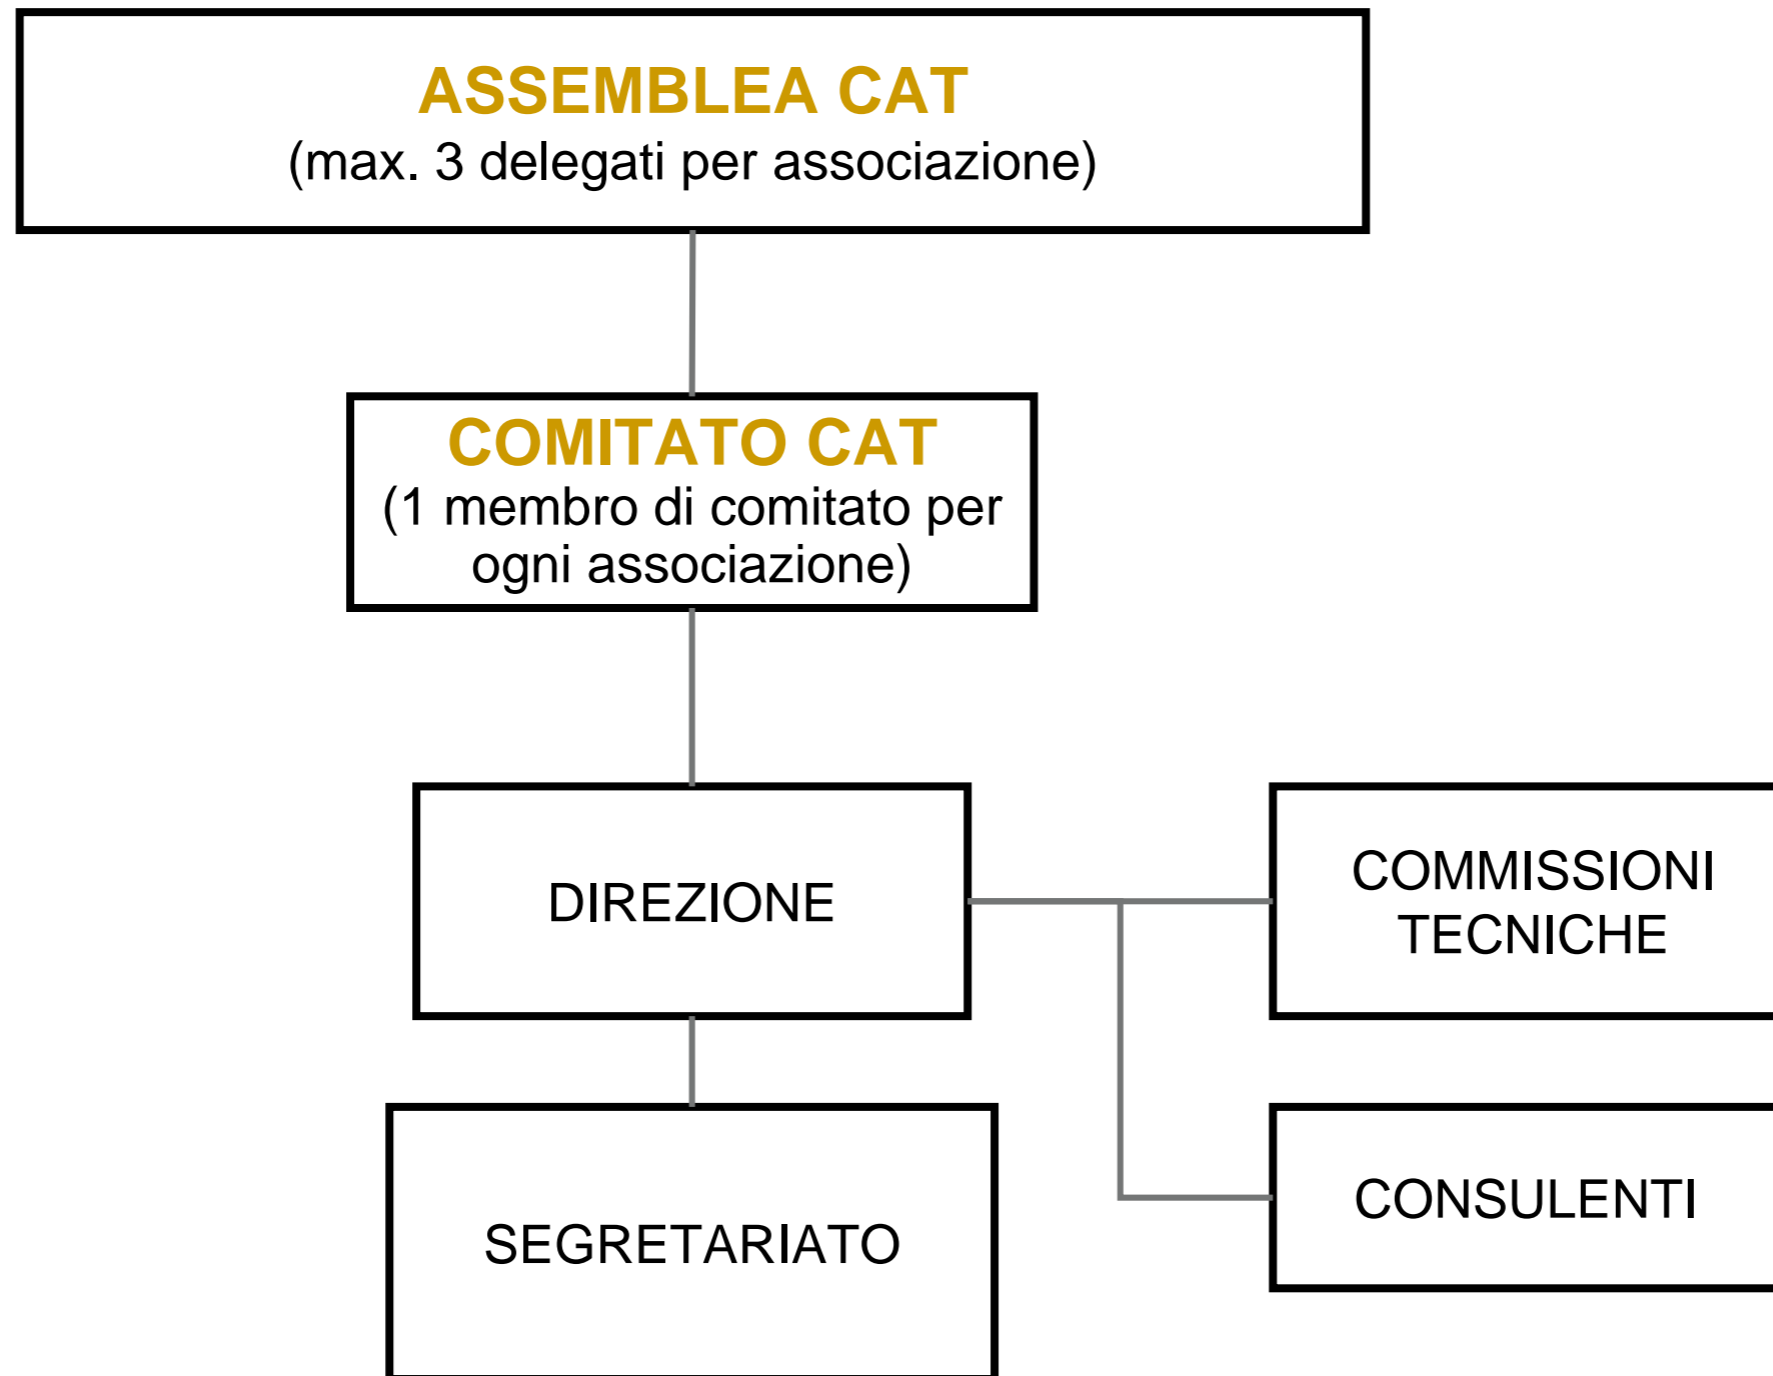 ASSEMBLEA CAT
(max. 3 delegati per associazione)
COMITATO CAT
(1 membro di comitato per
ogni associazione)
DIREZIONE
COMMISSIONI
TECNICHE
SEGRETARIATO
CONSULENTI